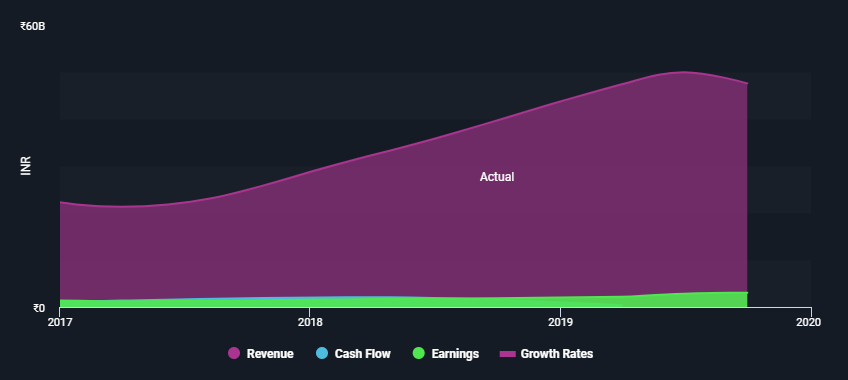 ₹60B
INR
Actual
₹0
2017 2018 2019 2020
Revenue Cash Flow Earnings Growth Rates